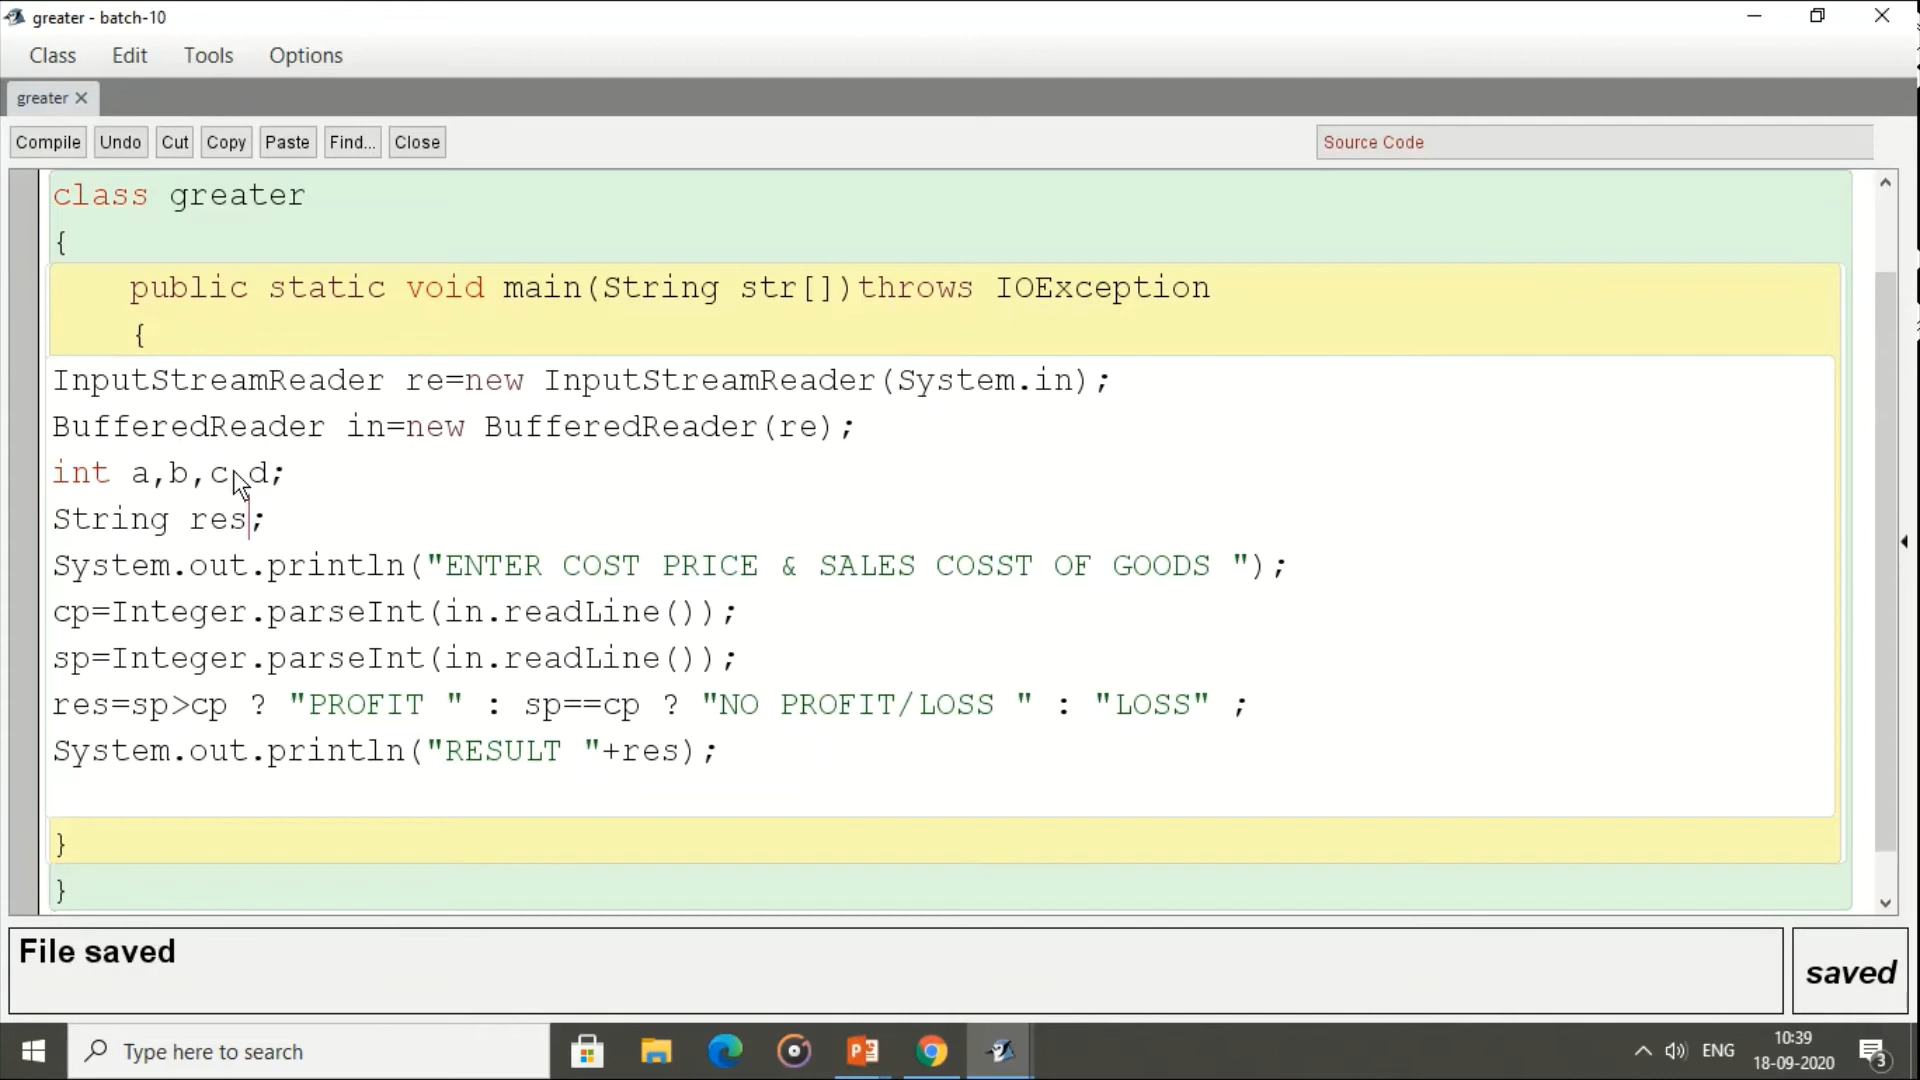 greater - batch-10
Class Edit Tools Options
greater
Compile Undo Cut Copy Paste Find... Close Source Code
class greater
{
public static void main(String str[])throws IOException
{
InputStreamReader re=new InputStreamReader(System.in);
BufferedReader in=new BufferedReader(re);
int a,b,c,d;
String res;
System.out.println("ENTER COST PRICE & SALES COSST OF GOODS ");
cp=Integer.parseInt(in.readLine());
sp=Integer.parseInt(in.readLine());
res=sp>cp ? "PROFIT " : sp==cp ? "NO PROFIT/LOSS " : "LOSS" ;
System.out.println("RESULT "+res);
}
}
File saved
saved
Type here to search
ENG
10:39
18-09-2020
3